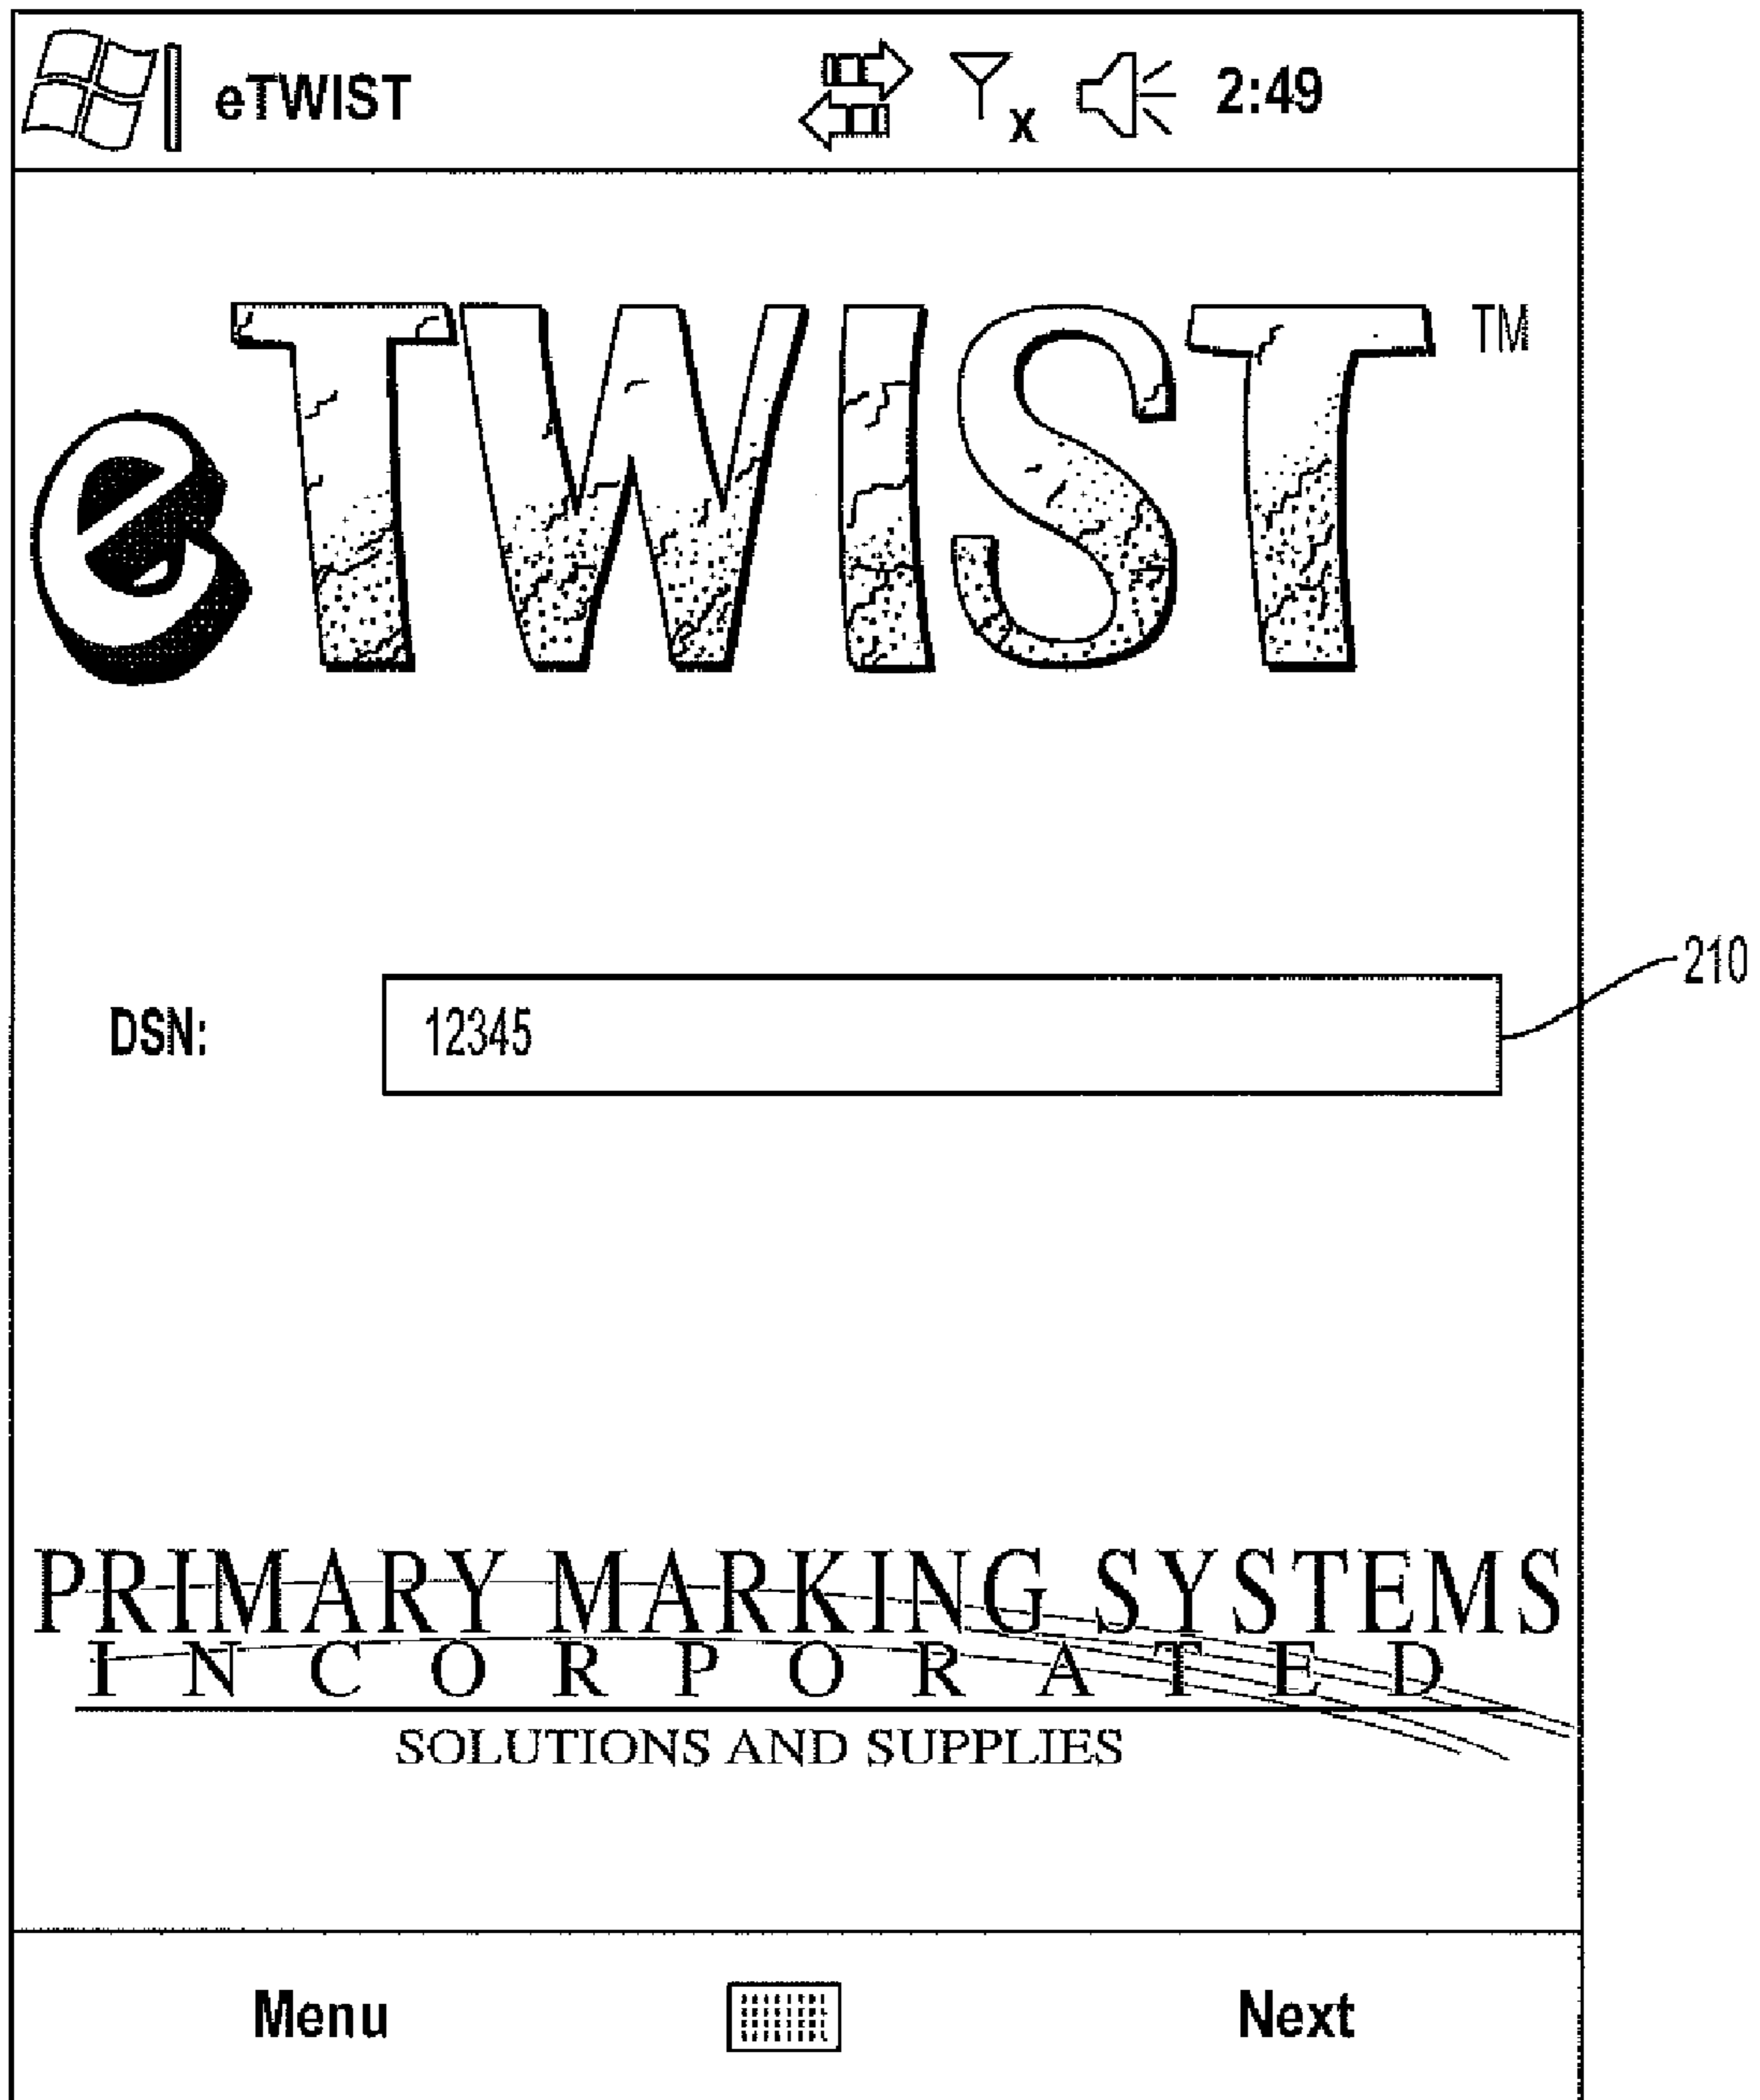 eTWIST 2:49
eTWIST TM
210
DSN: 12345
PRIMARY MARKING SYSTEMS
INCORPORATED
SOLUTIONS AND SUPPLIES
Menu Next